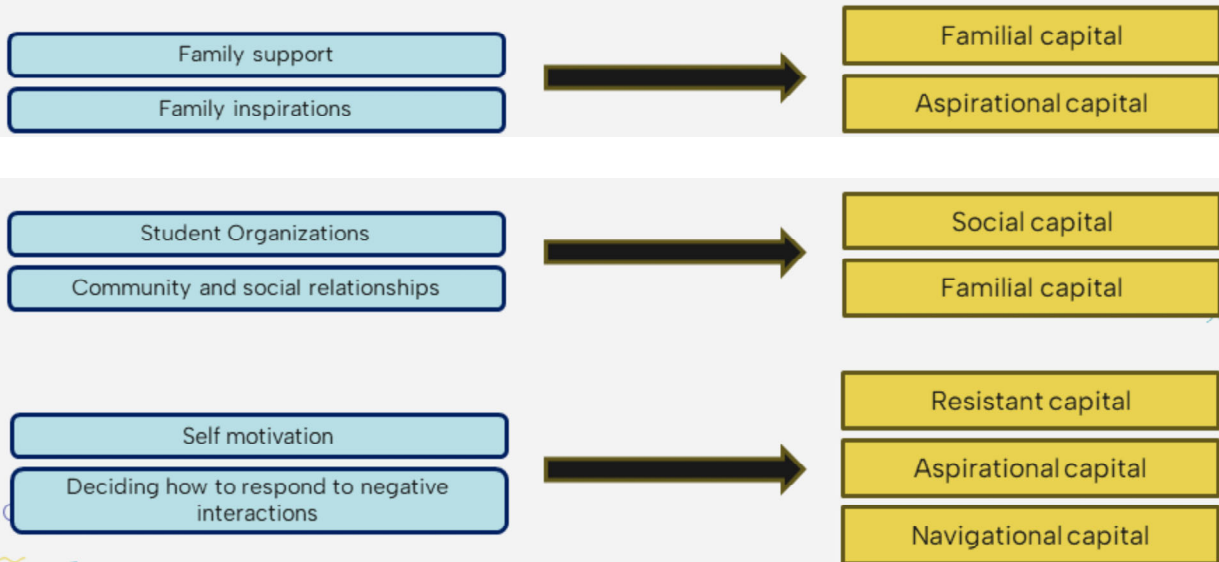 Family support
Family inspirations
Familial capital
Aspirational capital
Student Organizations
Community and social relationships
Social capital
Familial capital
Self motivation
Deciding how to respond to negative
interactions
Resistant capital
Aspirational capital
Navigational capital